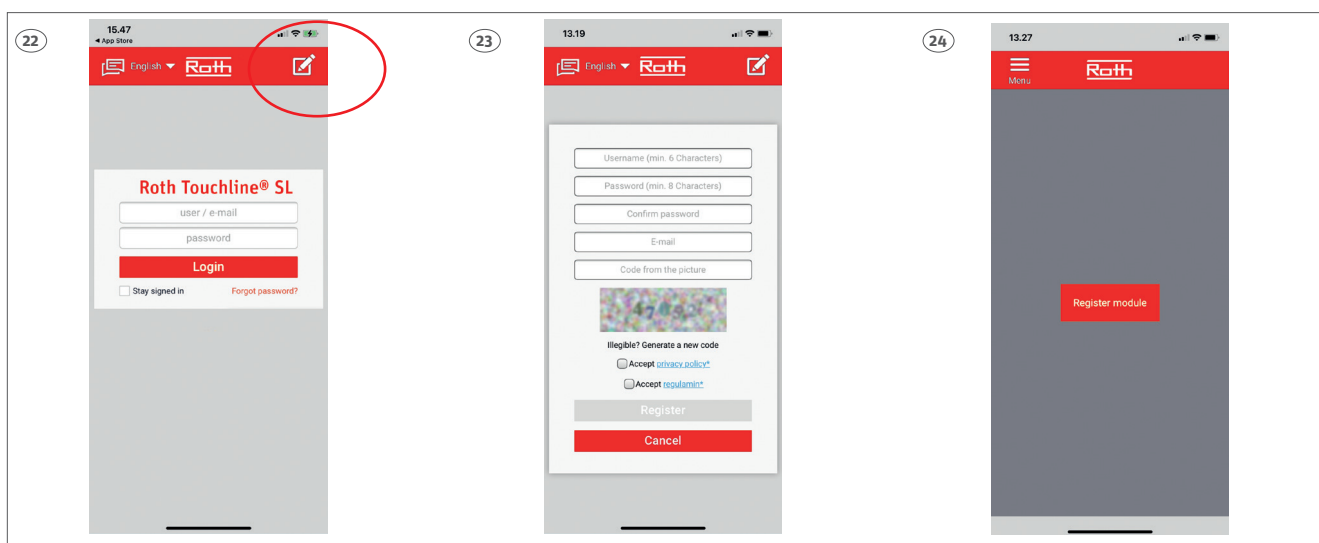 22
15.47
App Store
English
Roth
Roth Touchline® SL
user / e-mail
password
Login
Stay signed in Forgot password?
23
13.19
English
Roth
Username (min. 6 Characters)
Password (min. 8 Characters)
Confirm password
E-mail
Code from the picture
Illegible? Generate a new code
Accept privacy policy*
Accept regulamin*
Register
Cancel
24
13.27
Menu
Roth
Register module